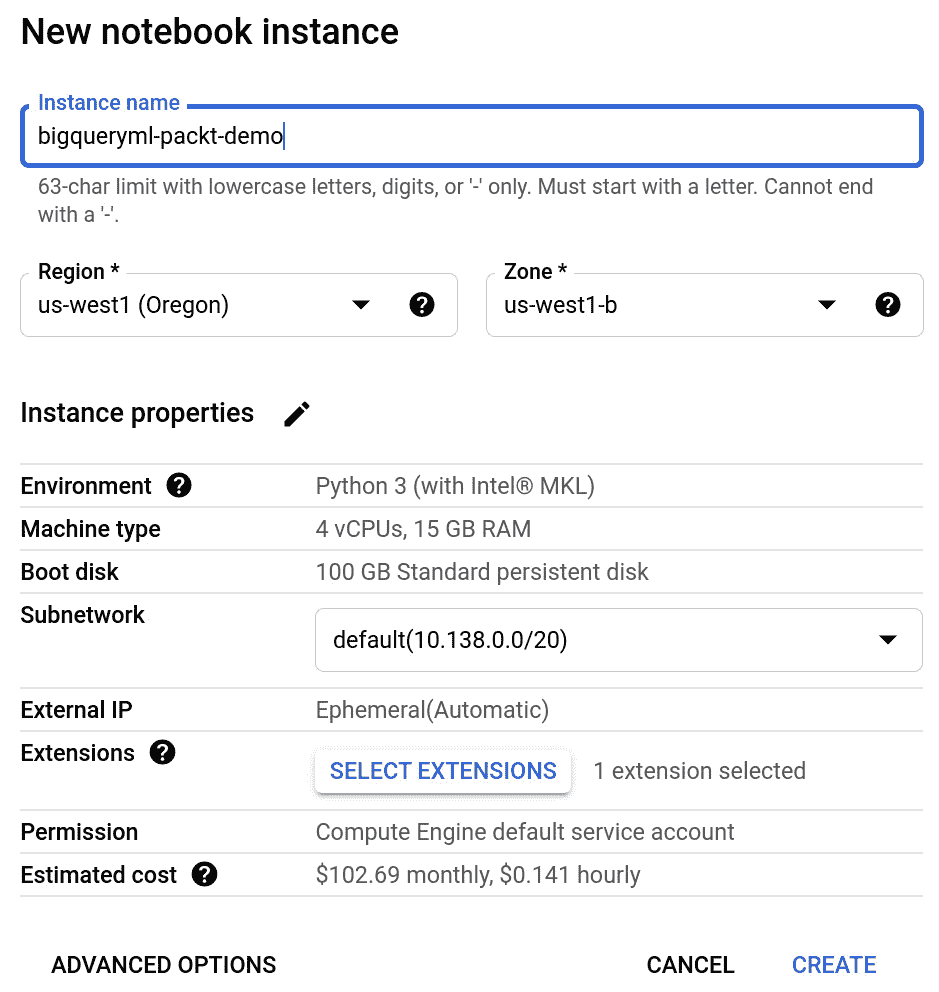 New notebook instance
Instance name
bigqueryml-packt-demo
63-char limit with lowercase letters, digits, or '-' only. Must start with a letter. Cannot end
with a '-'.
Region *
us-west1 (Oregon)
Zone *
us-west1-b
Instance properties
Environment
Python 3 (with Intel® MKL)
Machine type
4 vCPUs, 15 GB RAM
Boot disk
100 GB Standard persistent disk
Subnetwork
default(10.138.0.0/20)
External IP
Ephemeral(Automatic)
Extensions
SELECT EXTENSIONS
1 extension selected
Permission
Compute Engine default service account
Estimated cost
$102.69 monthly, $0.141 hourly
ADVANCED OPTIONS
CANCEL
CREATE